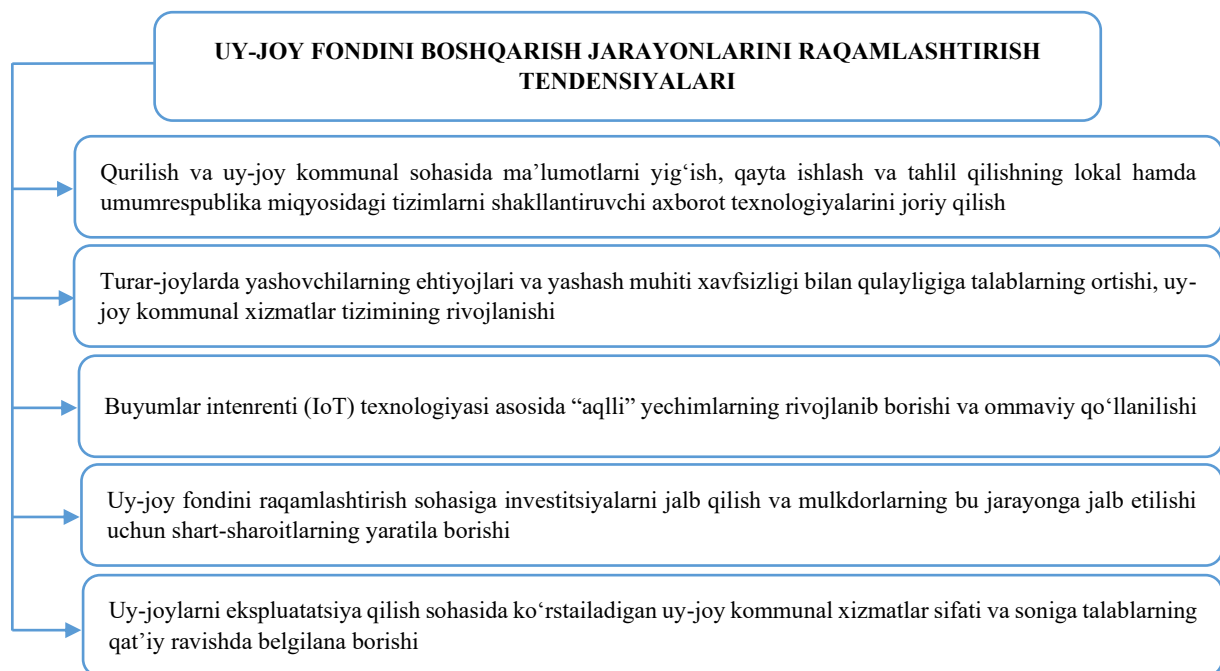 UY-JOY FONDINI BOSHQARISH JARAYONLARINI RAQAMLASHTIRISH
TENDENSIYALARI
Qurilish va uy-joy kommunal sohasida ma’lumotlarni yig‘ish, qayta ishlash va tahlil qilishning lokal hamda
umumrespublika miqyosidagi tizimlarni shakllantiruvchi axborot texnologiyalarini joriy qilish
Turar-joylarda yashovchilarning ehtiyojlari va yashash muhiti xavfsizligi bilan qulayligiga talablarning ortishi, uy-
joy kommunal xizmatlar tizimining rivojlanishi
Buyumlar intenrenti (IoT) texnologiyasi asosida “aqlli” yechimlarning rivojlanib borishi va ommaviy qo‘llanilishi
Uy-joy fondini raqamlashtirish sohasiga investitsiyalarni jalb qilish va mulkdorlarning bu jarayonga jalb etilishi
uchun shart-sharoitlarning yaratila borishi
Uy-joylarni ekspluatatsiya qilish sohasida ko‘rstailadigan uy-joy kommunal xizmatlar sifati va soniga talablarning
qat’iy ravishda belgilana borishi